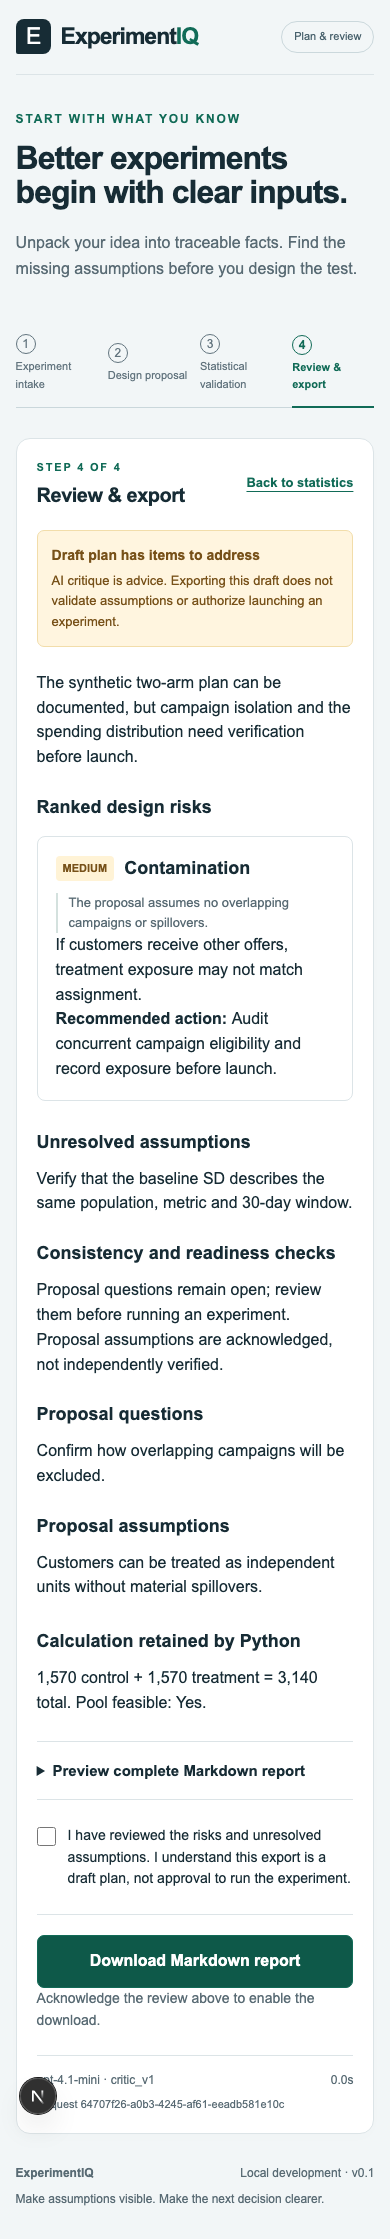 E ExperimentIQ
Plan & review
START WITH WHAT YOU KNOW
Better experiments
begin with clear inputs.
Unpack your idea into traceable facts. Find the
missing assumptions before you design the test.
1
Experiment
intake
2
Design proposal
3
Statistical
validation
4
Review &
export
STEP 4 OF 4
Review & export
Back to statistics
Draft plan has items to address
AI critique is advice. Exporting this draft does not
validate assumptions or authorize launching an
experiment.
The synthetic two-arm plan can be
documented, but campaign isolation and the
spending distribution need verification
before launch.
Ranked design risks
MEDIUM Contamination
The proposal assumes no overlapping
campaigns or spillovers.
If customers receive other offers,
treatment exposure may not match
assignment.
Recommended action: Audit
concurrent campaign eligibility and
record exposure before launch.
Unresolved assumptions
Verify that the baseline SD describes the
same population, metric and 30-day window.
Consistency and readiness checks
Proposal questions remain open; review
them before running an experiment.
Proposal assumptions are acknowledged,
not independently verified.
Proposal questions
Confirm how overlapping campaigns will be
excluded.
Proposal assumptions
Customers can be treated as independent
units without material spillovers.
Calculation retained by Python
1,570 control + 1,570 treatment = 3,140
total. Pool feasible: Yes.
Preview complete Markdown report
I have reviewed the risks and unresolved
assumptions. I understand this export is a
draft plan, not approval to run the experiment.
Download Markdown report
Acknowledge the review above to enable the
download.
pt-4.1-mini · critic_v1
0.0s
N
uest 64707f26-a0b3-4245-af61-eeadb581e10c
ExperimentIQ
Local development · v0.1
Make assumptions visible. Make the next decision clearer.